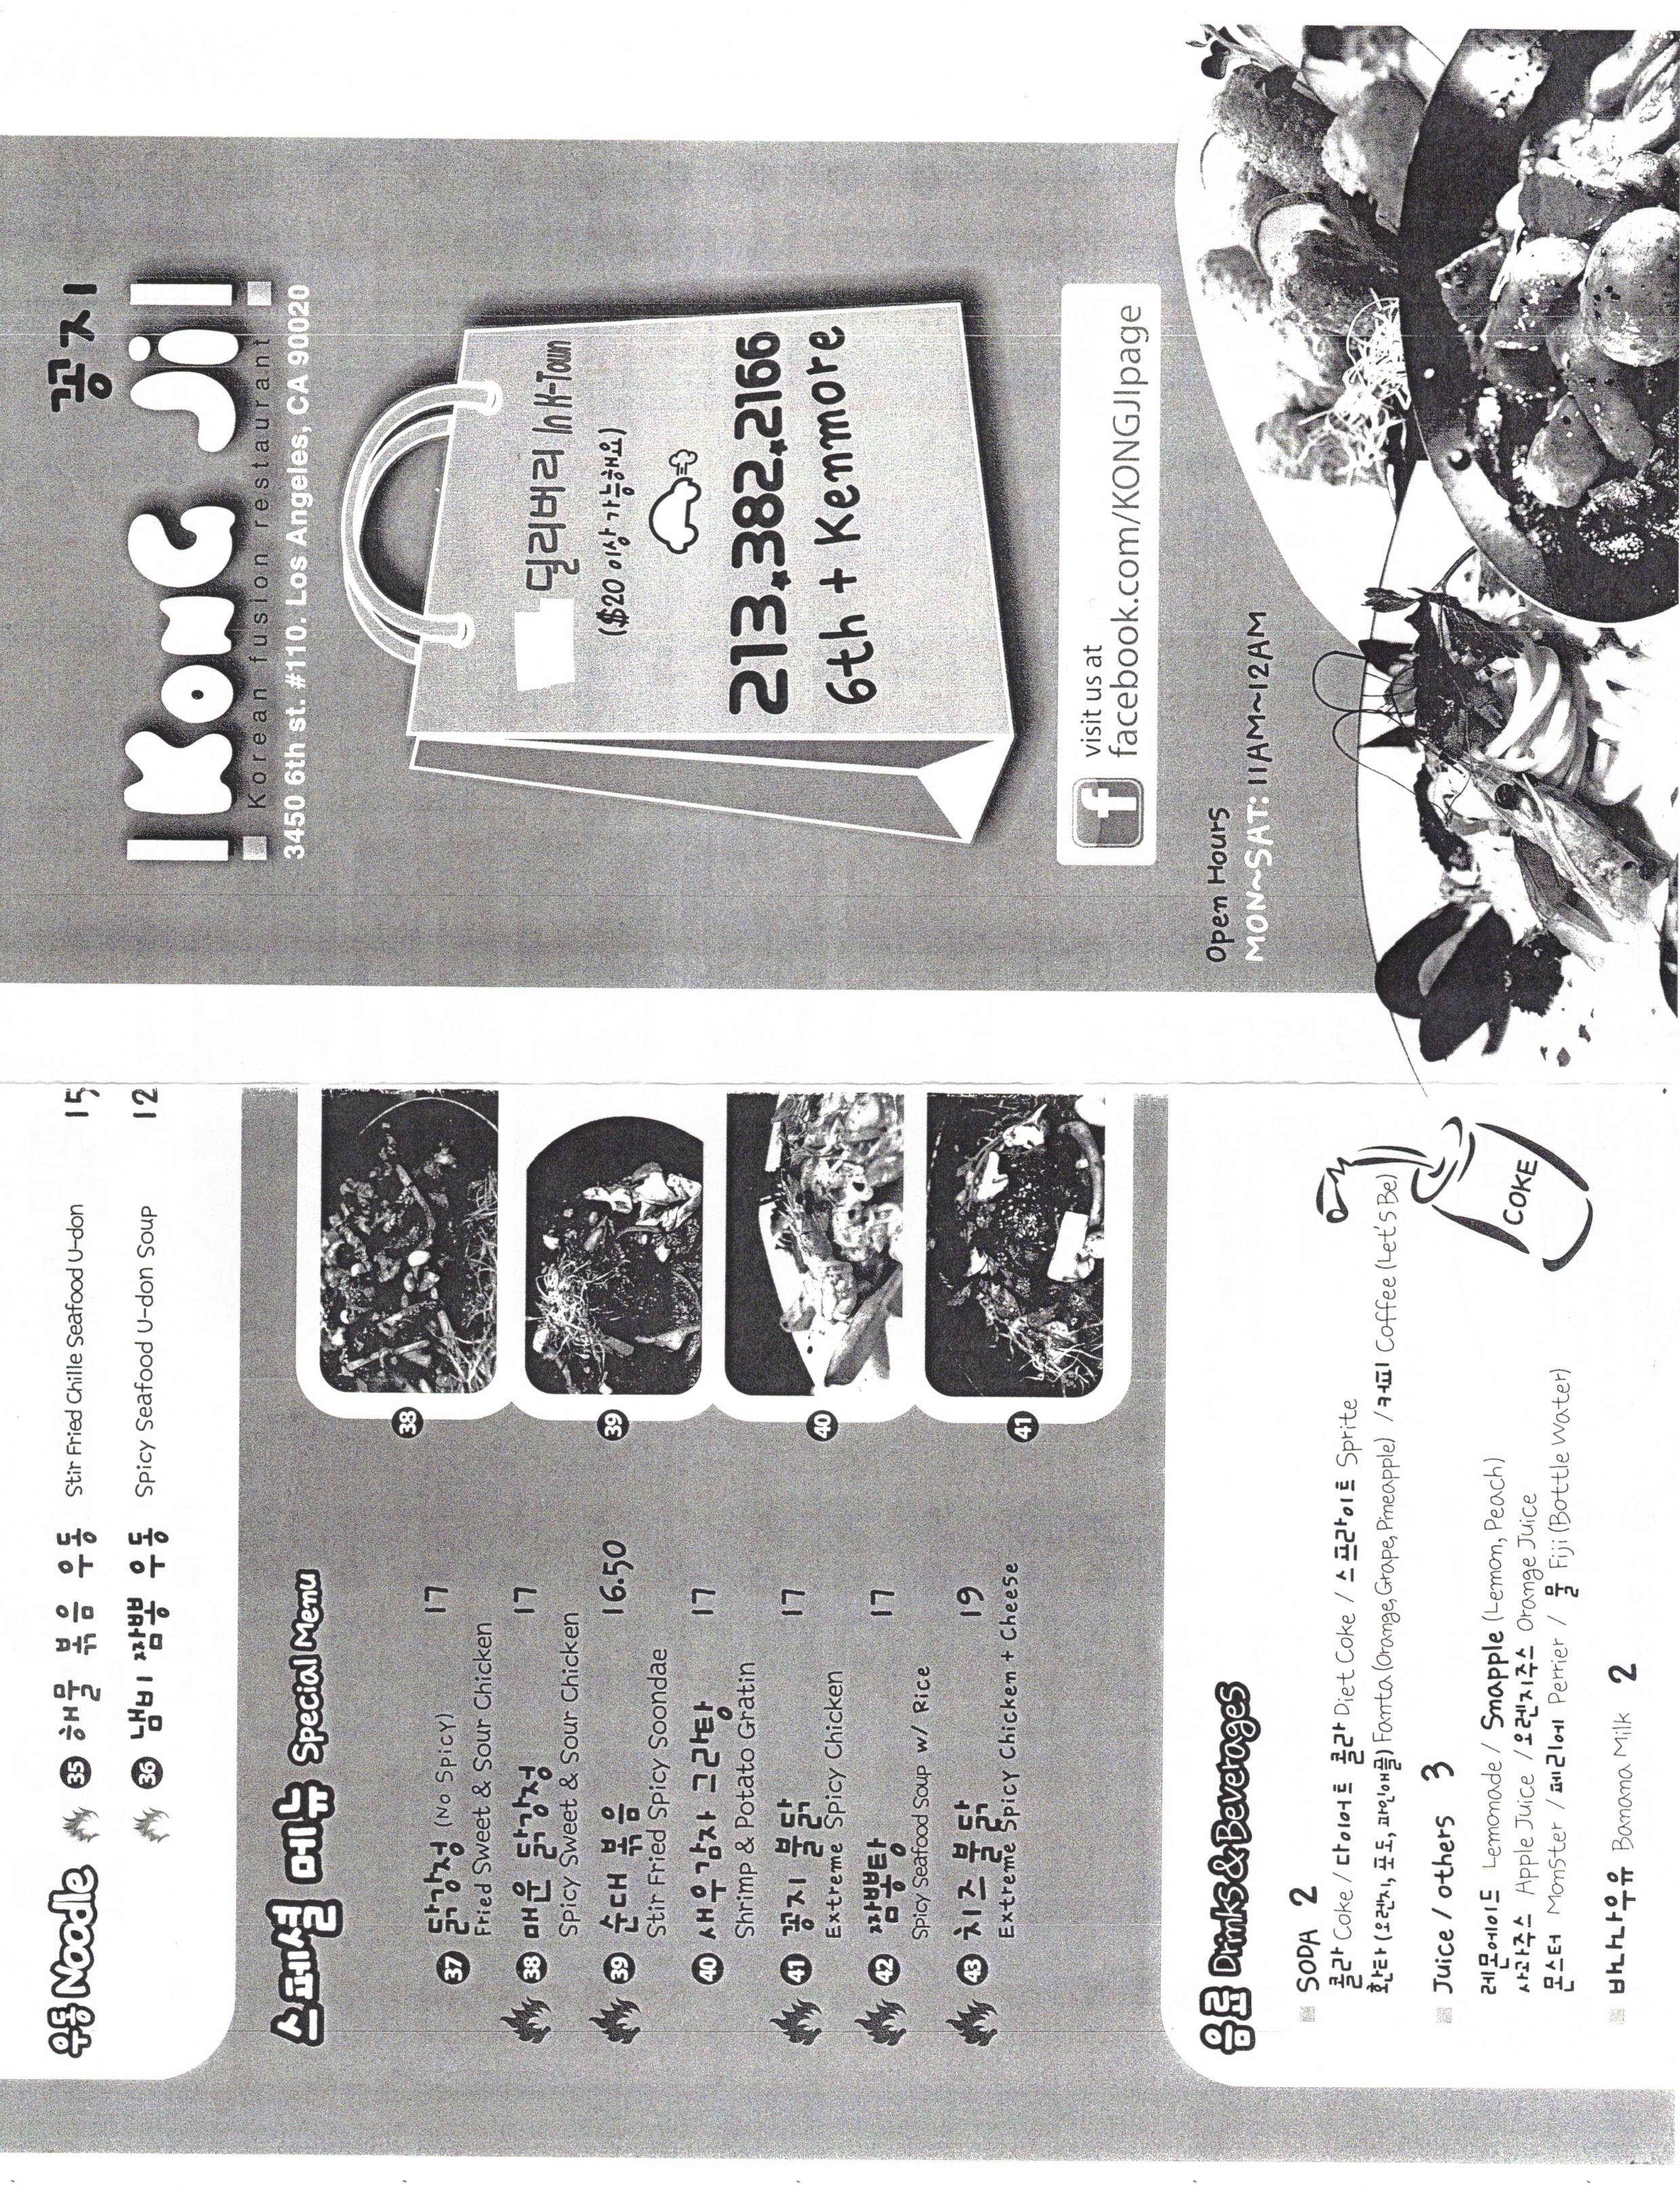 우동 Noodle
35 해물 볶음 우동 Stir Fried Chille Seafood U-don 15
36 냄비 짬뽕 우동 Spicy Seafood U-don Soup 12
스페셜 메뉴 Special Menu
37 닭강정 (No Spicy) 17
Fried Sweet & Sour Chicken
38 매운 닭강정 17
Spicy Sweet & Sour Chicken
39 순대 볶음 16.50
Stir Fried Spicy Soondae
40 새우감자 그라탕 17
Shrimp & Potato Gratin
41 꽁지 불닭 17
Extreme Spicy Chicken
42 짬뽕탕 17
Spicy Seafood Soup w/ Rice
43 치즈 불닭 19
Extreme Spicy Chicken + Cheese
38
39
40
41
음료 Drinks & Beverages
SODA 2
콜라 Coke / 다이어트 콜라 Diet Coke / 스프라이트 Sprite
환타 (오렌지, 포도, 파인애플) Fanta (Orange, Grape, Pineapple) / 커피 Coffee (Let's Be)
Juice / others 3
레몬에이드 Lemonade / Snapple (Lemon, Peach)
사과주스 Apple Juice / 오렌지주스 Orange Juice
몬스터 Monster / 페리에 Perrier / 물 Fiji (Bottle Water)
바나나우유 Banana Milk 2
COKE
꽁지
!KONG Ji!
Korean fusion restaurant
3450 6th st. #110. Los Angeles, CA 90020
딜리버리 In K-Town
($20 이상 가능해요)
213.382.2166
6th + Kenmore
f visit us at
facebook.com/KONGJIpage
Open Hours
MON~SAT: 11AM~12AM